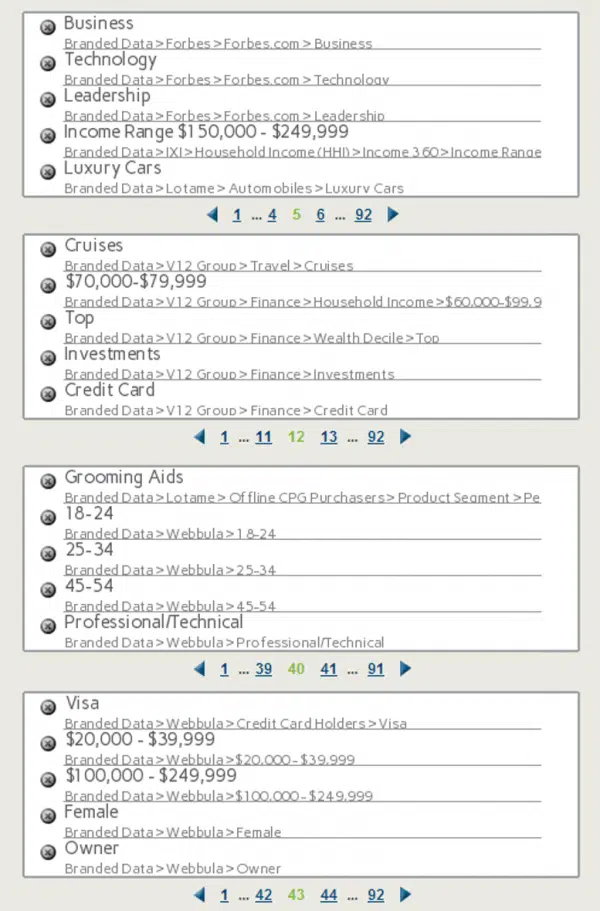 Business
Branded Data > Forbes > Forbes.com > Business
Technology
Branded Data > Forbes > Forbes.com > Technology
Leadership
Branded Data > Forbes > Forbes.com > Leadership
Income Range $150,000 - $249,999
Branded Data > IXI > Household Income (HHI) > Income 360 > Income Range
Luxury Cars
Branded Data > Lotame > Automobiles > Luxury Cars
1 ... 4 5 6 ... 92
Cruises
Branded Data > V12 Group > Travel > Cruises
$70,000-$79,999
Branded Data > V12 Group > Finance > Household Income > $60,000-$99,9
Top
Branded Data > V12 Group > Finance > Wealth Decile > Top
Investments
Branded Data > V12 Group > Finance > Investments
Credit Card
Branded Data > V12 Group > Finance > Credit Card
1 ... 11 12 13 ... 92
Grooming Aids
Branded Data > Lotame > Offline CPG Purchasers > Product Segment > Pe
18-24
Branded Data > Webbula > 18-24
25-34
Branded Data > Webbula > 25-34
45-54
Branded Data > Webbula > 45-54
Professional/Technical
Branded Data > Webbula > Professional/Technical
1 ... 39 40 41 ... 91
Visa
Branded Data > Webbula > Credit Card Holders > Visa
$20,000 - $39,999
Branded Data > Webbula > $20,000 - $39,999
$100,000 - $249,999
Branded Data > Webbula > $100,000 - $249,999
Female
Branded Data > Webbula > Female
Owner
Branded Data > Webbula > Owner
1 ... 42 43 44 ... 92